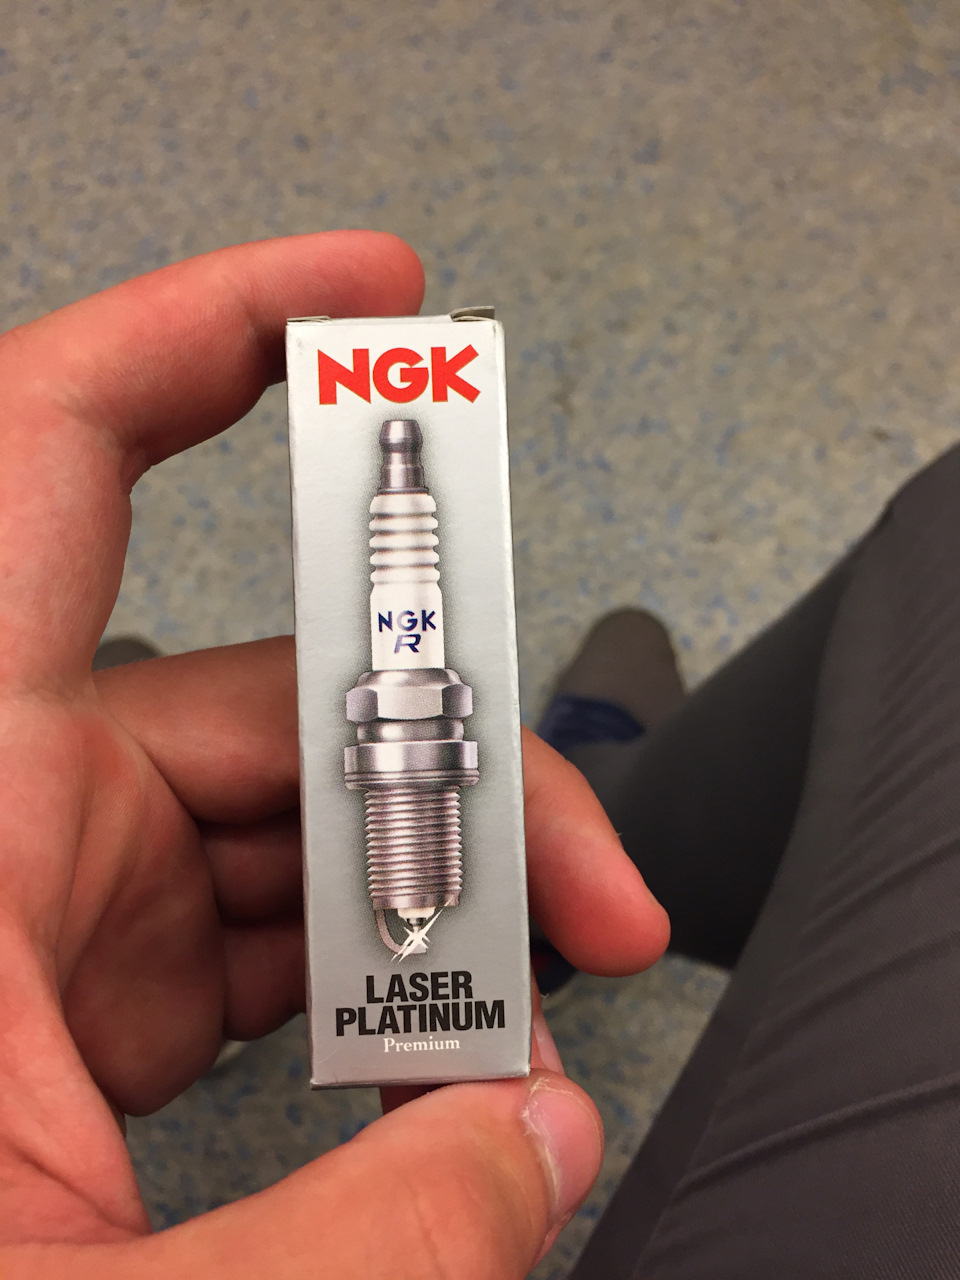 NGK
NGK
R
LASER
PLATINUM
Premium